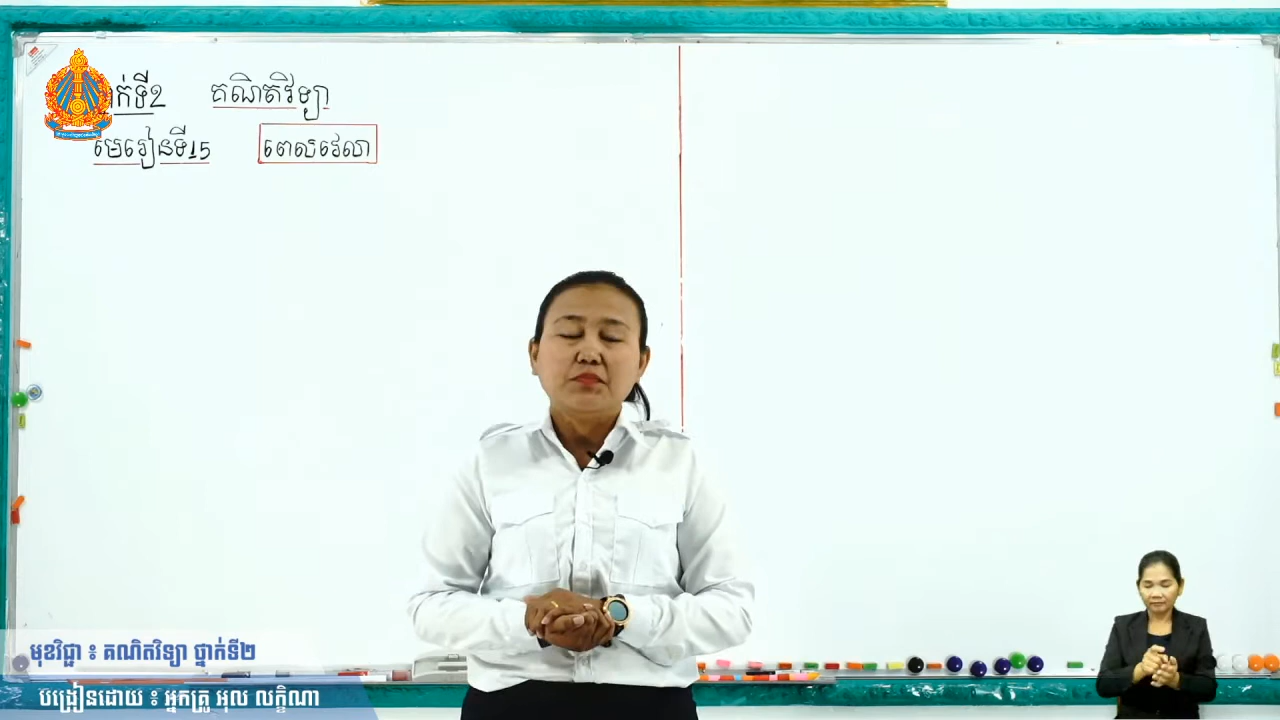 ថ្នាក់ទី2 គណិតវិទ្យា
មេរៀនទី15 ពេលវេលា
មុខវិជ្ជា ៖ គណិតវិទ្យា ថ្នាក់ទី២
បង្រៀនដោយ ៖ អ្នកគ្រូ អុល លក្ខិណា